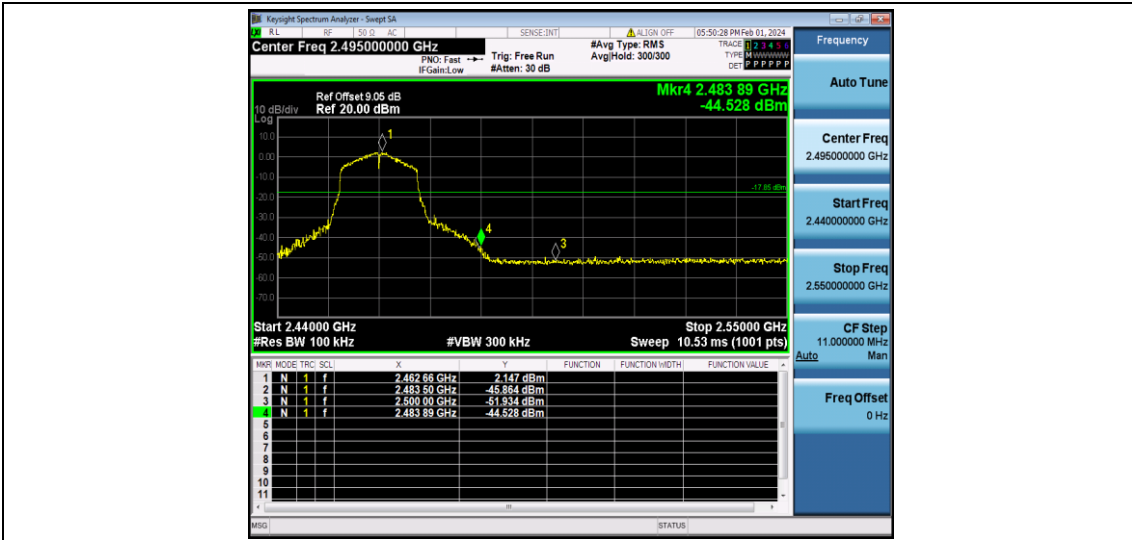 Keysight Spectrum Analyzer - Swept SA
RL RF 50 Ω AC SENSE:INT ALIGN OFF 05:50:28 PM Feb 01, 2024
Center Freq 2.495000000 GHz #Avg Type: RMS TRACE 1 2 3 4 5 6
PNO: Fast Trig: Free Run Avg|Hold: 300/300 TYPE M WWWWW
IFGain:Low #Atten: 30 dB DET P P P P P P
Mkr4 2.483 89 GHz
-44.528 dBm
Ref Offset 9.05 dB
10 dB/div Ref 20.00 dBm
Log
10.0
0.00
-10.0
-20.0
-30.0
-40.0
-50.0
-60.0
-70.0
1
-17.85 dBm
4
3
Start 2.44000 GHz Stop 2.55000 GHz
#Res BW 100 kHz #VBW 300 kHz Sweep 10.53 ms (1001 pts)
MKR MODE TRC SCL X Y FUNCTION FUNCTION WIDTH FUNCTION VALUE
1 N 1 f 2.462 66 GHz 2.147 dBm
2 N 1 f 2.483 50 GHz -45.864 dBm
3 N 1 f 2.500 00 GHz -51.934 dBm
4 N 1 f 2.483 89 GHz -44.528 dBm
5
6
7
8
9
10
11
MSG STATUS
Frequency
Auto Tune
Center Freq
2.495000000 GHz
Start Freq
2.440000000 GHz
Stop Freq
2.550000000 GHz
CF Step
11.000000 MHz
Auto Man
Freq Offset
0 Hz